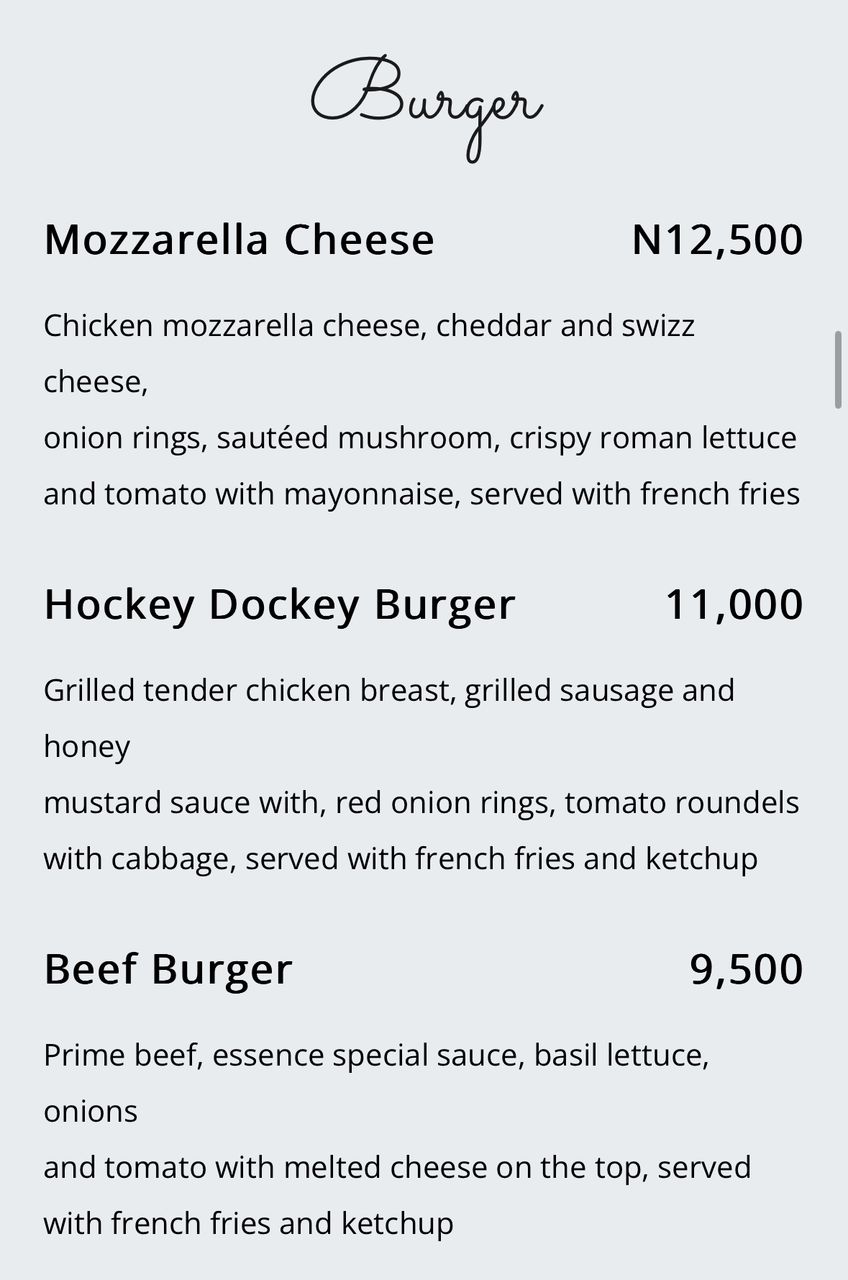 Burger
Mozzarella Cheese N12,500
Chicken mozzarella cheese, cheddar and swizz
cheese,
onion rings, sautéed mushroom, crispy roman lettuce
and tomato with mayonnaise, served with french fries
Hockey Dockey Burger 11,000
Grilled tender chicken breast, grilled sausage and
honey
mustard sauce with, red onion rings, tomato roundels
with cabbage, served with french fries and ketchup
Beef Burger 9,500
Prime beef, essence special sauce, basil lettuce,
onions
and tomato with melted cheese on the top, served
with french fries and ketchup